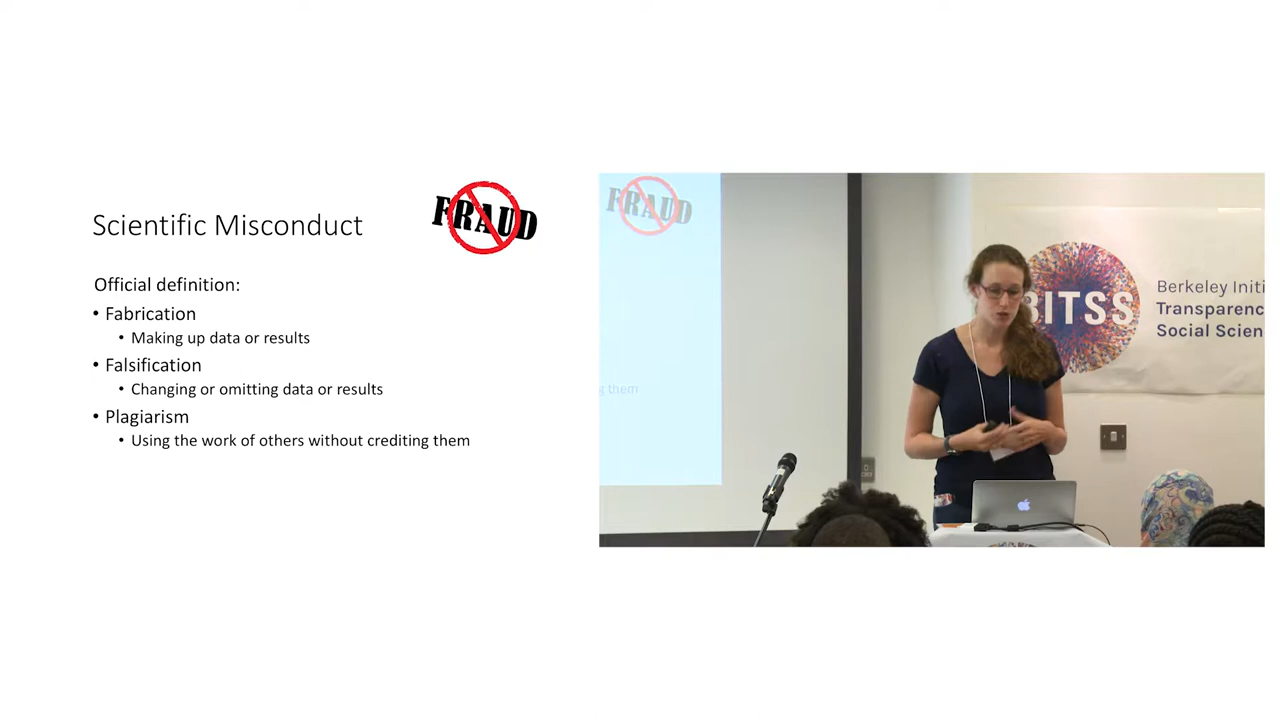 FRAUD
Scientific Misconduct
Official definition:
• Fabrication
• Making up data or results
• Falsification
• Changing or omitting data or results
• Plagiarism
• Using the work of others without crediting them
FRAUD
them
BITSS
Berkeley Initi
Transparenc
Social Scien